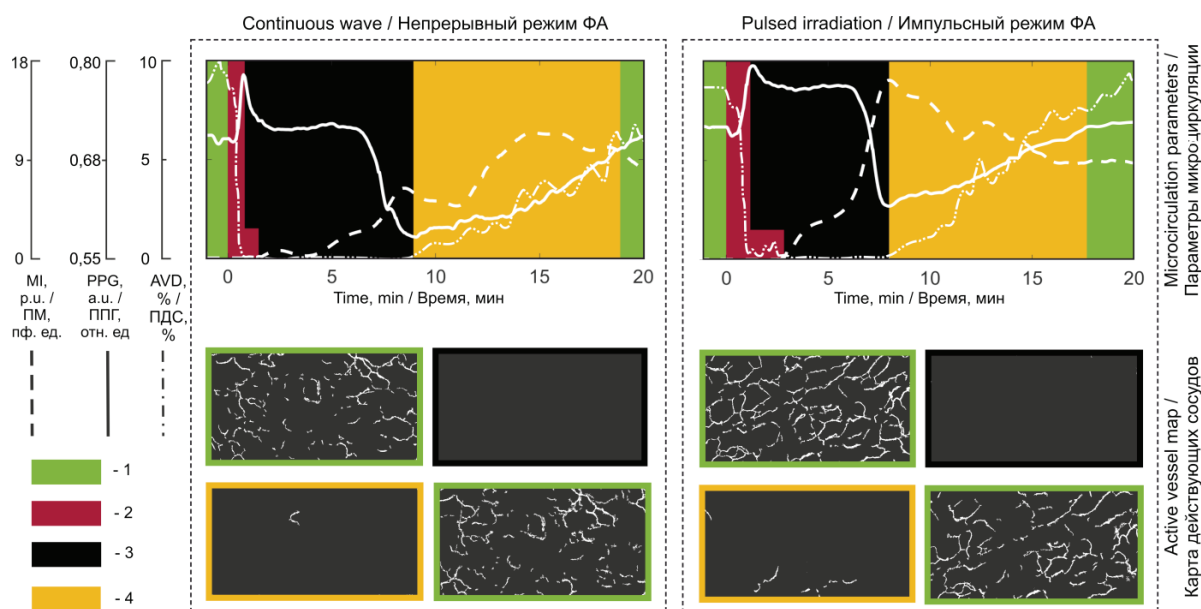 Continuous wave / Непрерывный режим ФА
Pulsed irradiation / Импульсный режим ФА
18
0,80
10
9
0,68
5
0
0,55
0
MI,
p.u. /
ПМ,
пф. ед.
PPG,
a.u. /
ППГ,
отн. ед
AVD,
% /
ПДС,
%
0
5
10
15
20
Time, min / Время, мин
0
5
10
15
20
Time, min / Время, мин
Microcirculation parameters /
Параметры микро-циркуляции
Active vessel map /
Карта действующих сосудов
- 1
- 2
- 3
- 4